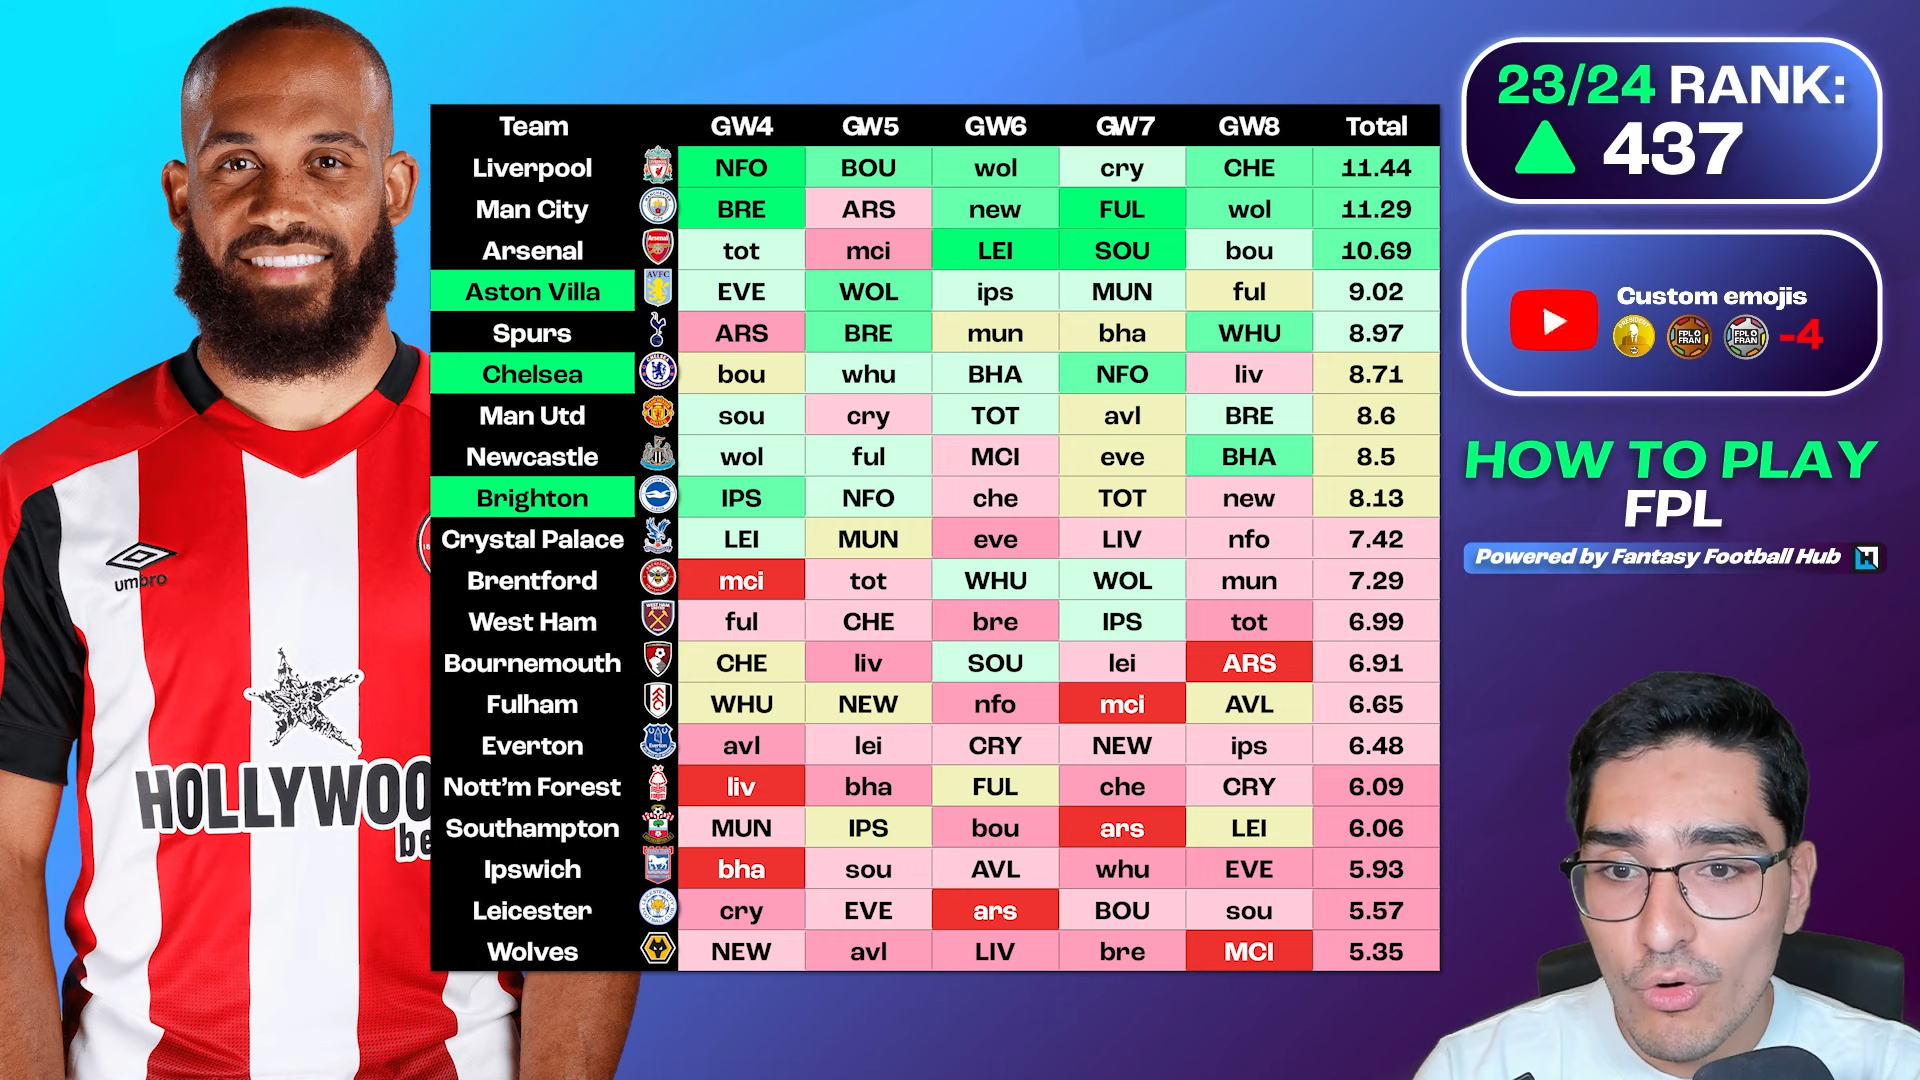 Team GW4 GW5 GW6 GW7 GW8 Total
Liverpool NFO BOU wol cry CHE 11.44
Man City BRE ARS new FUL wol 11.29
Arsenal tot mci LEI SOU bou 10.69
Aston Villa EVE WOL ips MUN ful 9.02
Spurs ARS BRE mun bha WHU 8.97
Chelsea bou whu BHA NFO liv 8.71
Man Utd sou cry TOT avl BRE 8.6
Newcastle wol ful MCI eve BHA 8.5
Brighton IPS NFO che TOT new 8.13
Crystal Palace LEI MUN eve LIV nfo 7.42
Brentford mci tot WHU WOL mun 7.29
West Ham ful CHE bre IPS tot 6.99
Bournemouth CHE liv SOU lei ARS 6.91
Fulham WHU NEW nfo mci AVL 6.65
Everton avl lei CRY NEW ips 6.48
Nott'm Forest liv bha FUL che CRY 6.09
Southampton MUN IPS bou ars LEI 6.06
Ipswich bha sou AVL whu EVE 5.93
Leicester cry EVE ars BOU sou 5.57
Wolves NEW avl LIV bre MCI 5.35
23/24 RANK:
437
Custom emojis
-4
HOW TO PLAY
FPL
Powered by Fantasy Football Hub
umbro
HOLLYWOO
be